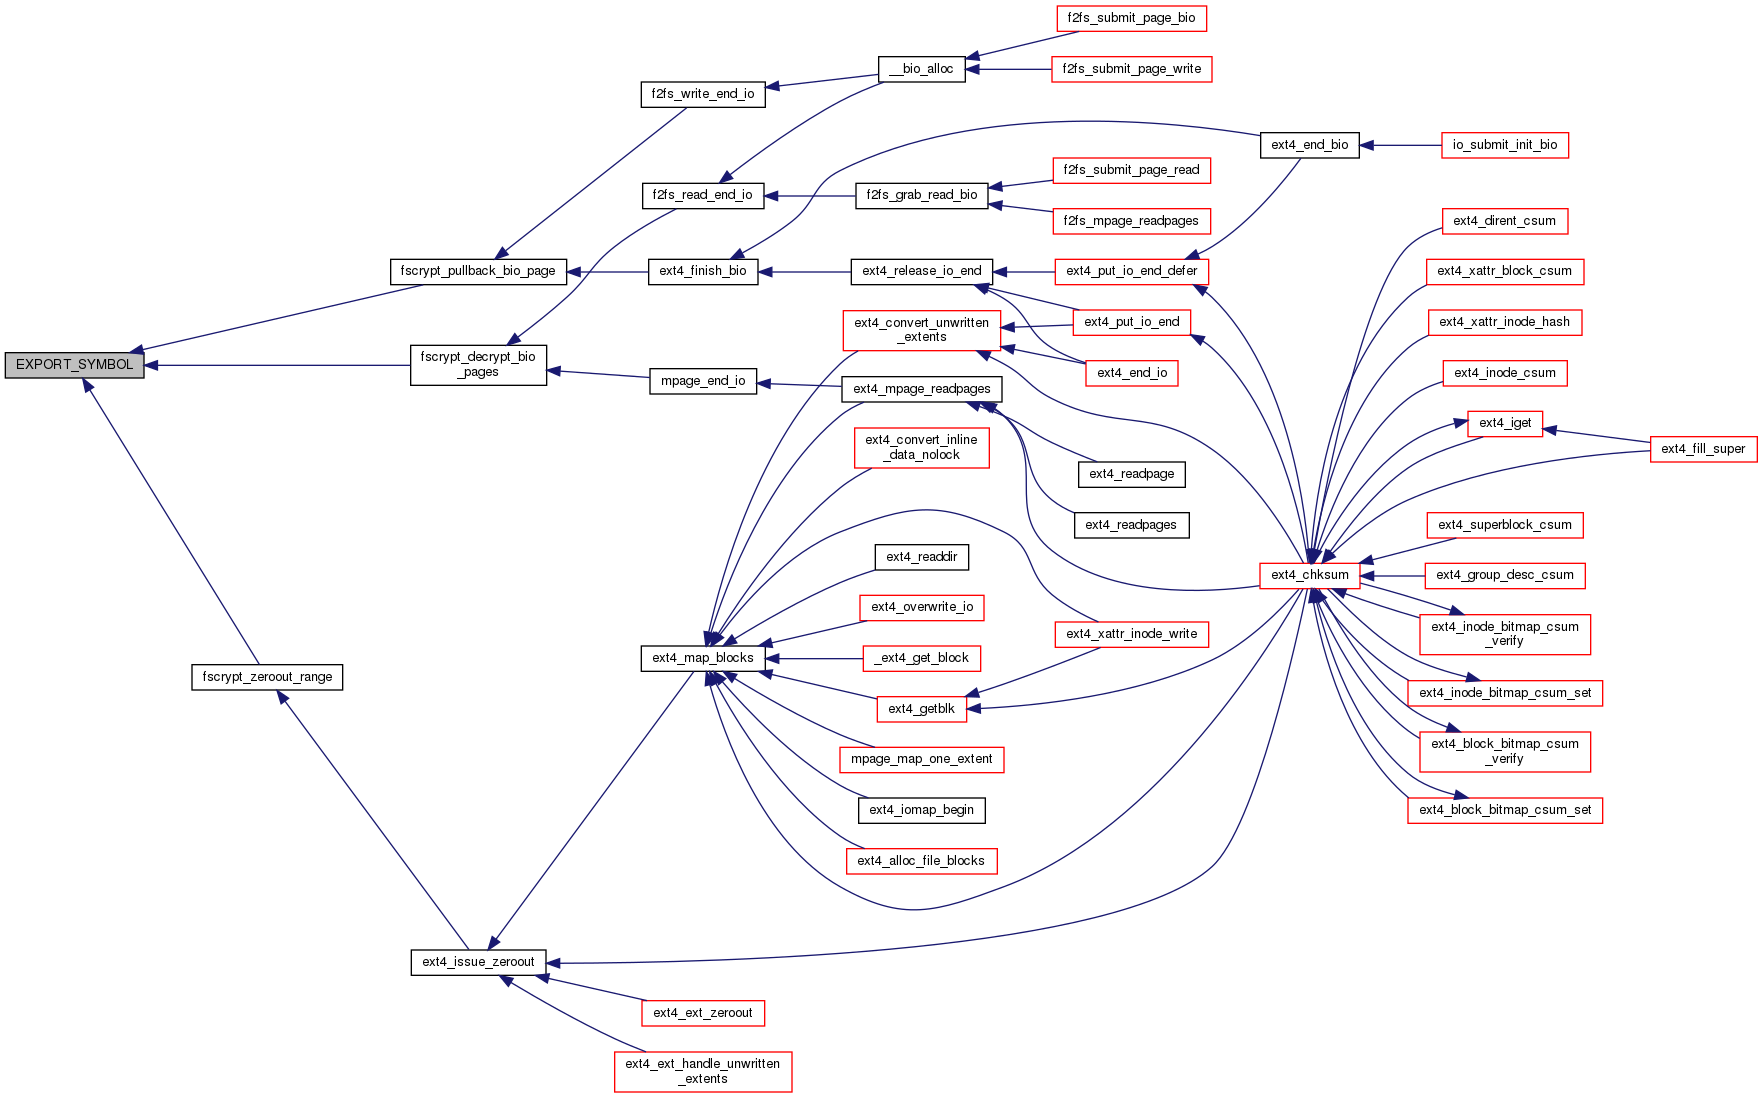 f2fs_submit_page_bio
__bio_alloc
f2fs_submit_page_write
f2fs_write_end_io
ext4_end_bio
io_submit_init_bio
f2fs_submit_page_read
f2fs_read_end_io
f2fs_grab_read_bio
f2fs_mpage_readpages
ext4_dirent_csum
fscrypt_pullback_bio_page
ext4_finish_bio
ext4_release_io_end
ext4_put_io_end_defer
ext4_xattr_block_csum
ext4_convert_unwritten
_extents
ext4_put_io_end
ext4_xattr_inode_hash
EXPORT_SYMBOL
fscrypt_decrypt_bio
_pages
mpage_end_io
ext4_mpage_readpages
ext4_end_io
ext4_inode_csum
ext4_convert_inline
_data_nolock
ext4_iget
ext4_fill_super
ext4_readpage
ext4_readpages
ext4_superblock_csum
ext4_readdir
ext4_chksum
ext4_group_desc_csum
ext4_overwrite_io
ext4_xattr_inode_write
ext4_inode_bitmap_csum
_verify
fscrypt_zeroout_range
ext4_map_blocks
_ext4_get_block
ext4_getblk
ext4_inode_bitmap_csum_set
mpage_map_one_extent
ext4_block_bitmap_csum
_verify
ext4_iomap_begin
ext4_block_bitmap_csum_set
ext4_alloc_file_blocks
ext4_issue_zeroout
ext4_ext_zeroout
ext4_ext_handle_unwritten
_extents